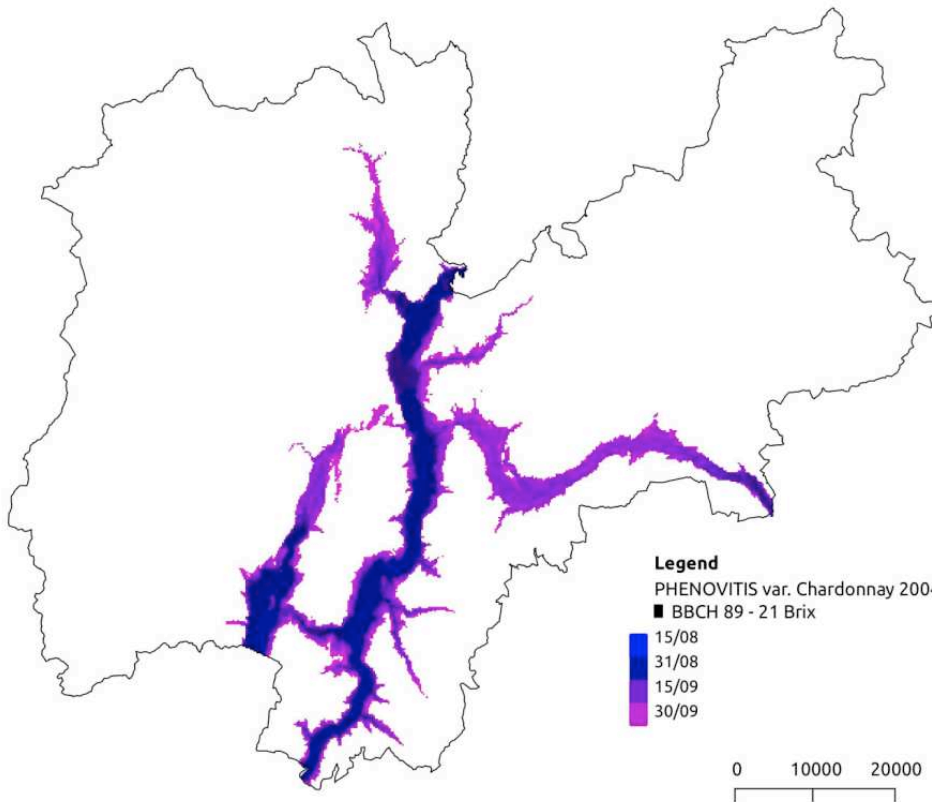 Legend
PHENOVITIS var. Chardonnay 200
BBCH 89 - 21 Brix
15/08
31/08
15/09
30/09
0 10000 20000